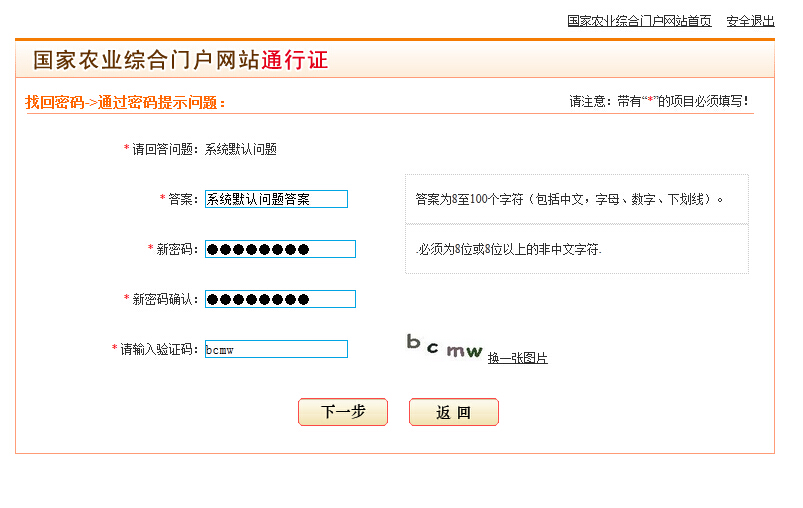 国家农业综合门户网站首页 安全退出
国家农业综合门户网站通行证
找回密码->通过密码提示问题： 请注意：带有“*”的项目必须填写！
* 请回答问题：系统默认问题
* 答案：系统默认问题答案 答案为8至100个字符（包括中文，字母、数字、下划线）。
* 新密码：●●●●●●●● .必须为8位或8位以上的非中文字符.
* 新密码确认：●●●●●●●●
* 请输入验证码：bcmw bcmw 换一张图片
下一步 返 回